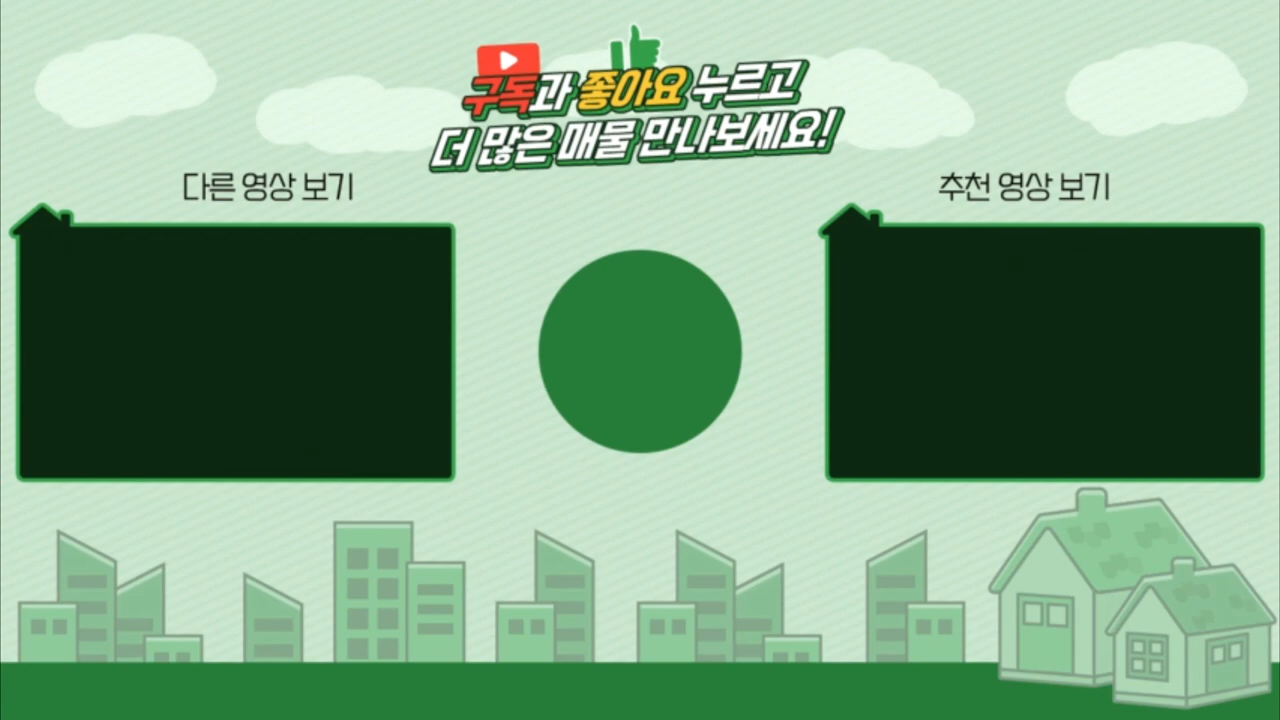 구독과 좋아요 누르고
더 많은 매물 만나보세요!
다른 영상 보기
추천 영상 보기